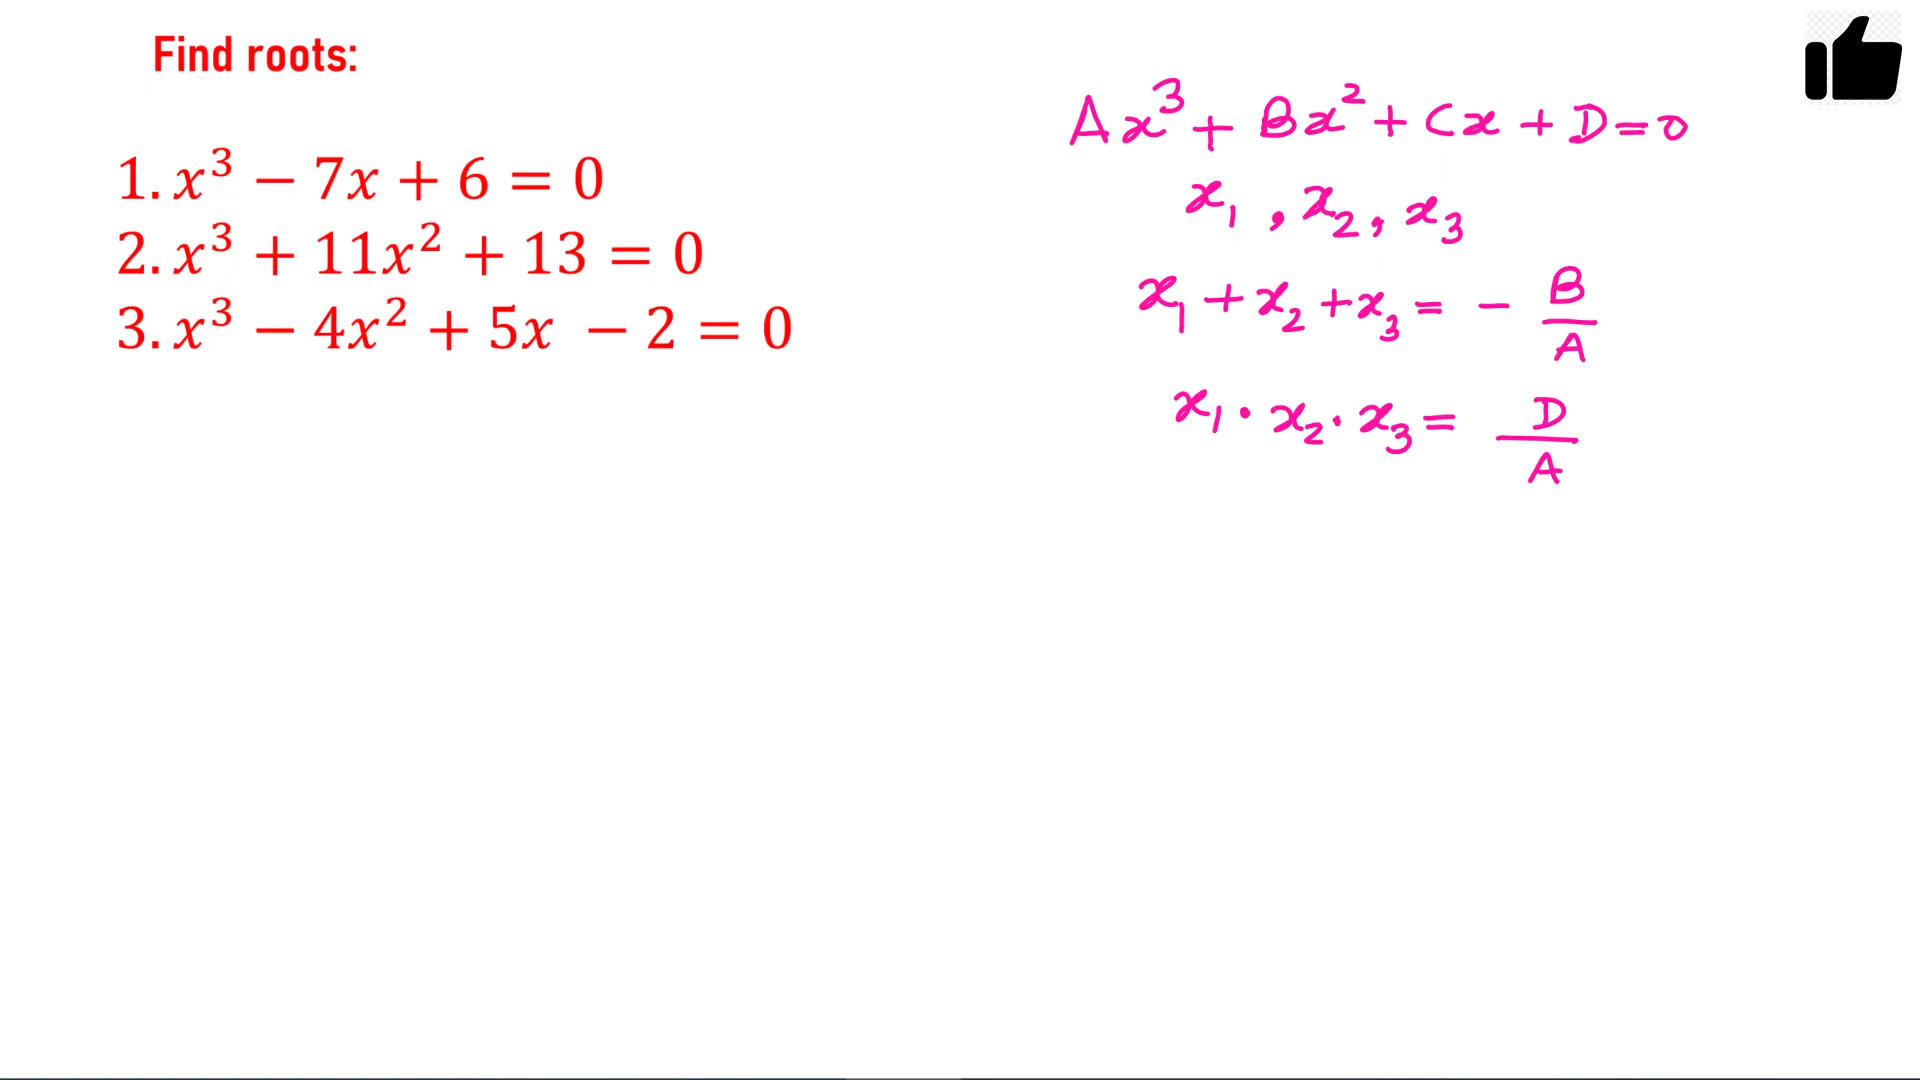 Find roots:
1. x³ − 7x + 6 = 0
2. x³ + 11x² + 13 = 0
3. x³ − 4x² + 5x − 2 = 0
Ax³ + Bx² + Cx + D = 0
x₁, x₂, x₃
x₁ + x₂ + x₃ = − B/A
x₁ · x₂ · x₃ = D/A